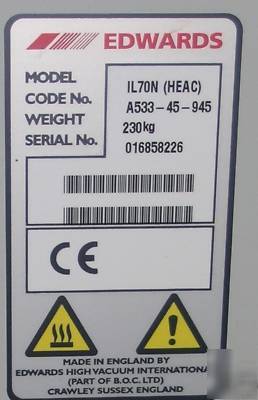 EDWARDS
MODEL IL70N (HEAC)
CODE No. A533-45-945
WEIGHT 230kg
SERIAL No. 016858226
CE
MADE IN ENGLAND BY
EDWARDS HIGH VACUUM INTERNATIONAL
(PART OF B.O.C. LTD)
CRAWLEY SUSSEX ENGLAND